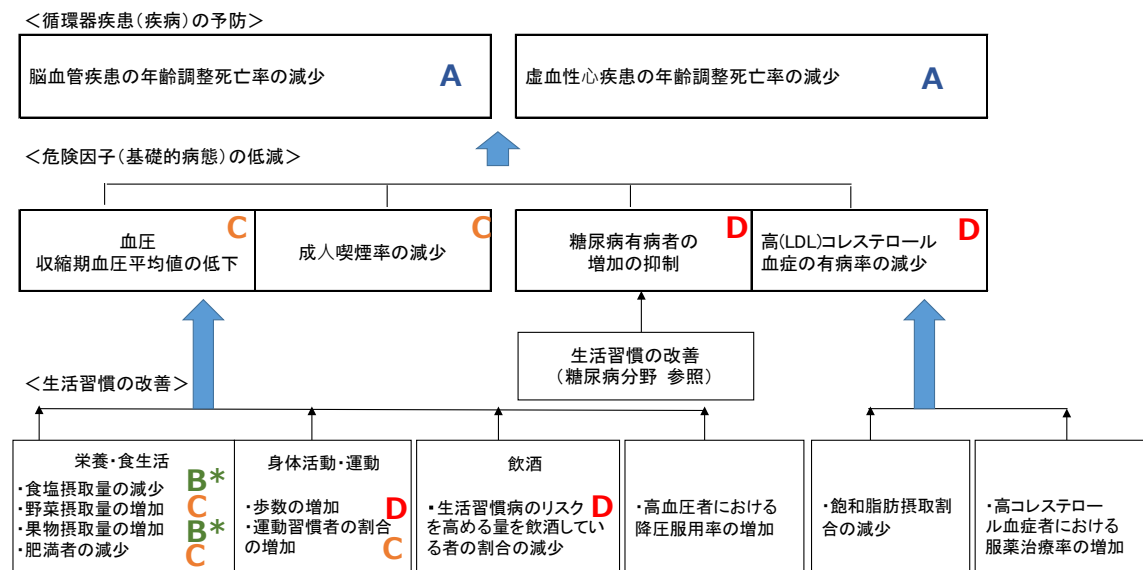 ＜循環器疾患（疾病）の予防＞
脳血管疾患の年齢調整死亡率の減少 A
虚血性心疾患の年齢調整死亡率の減少 A
＜危険因子（基礎的病態）の低減＞
血圧 C
収縮期血圧平均値の低下
成人喫煙率の減少 C
糖尿病有病者の D
増加の抑制
高(LDL)コレステロール D
血症の有病率の減少
生活習慣の改善
（糖尿病分野 参照）
＜生活習慣の改善＞
栄養・食生活
・食塩摂取量の減少 B*
・野菜摂取量の増加 C
・果物摂取量の増加 B*
・肥満者の減少 C
身体活動・運動
・歩数の増加 D
・運動習慣者の割合
の増加 C
飲酒
・生活習慣病のリスク D
を高める量を飲酒してい
る者の割合の減少
・高血圧者における
降圧服用率の増加
・飽和脂肪摂取割
合の減少
・高コレステロー
ル血症者における
服薬治療率の増加